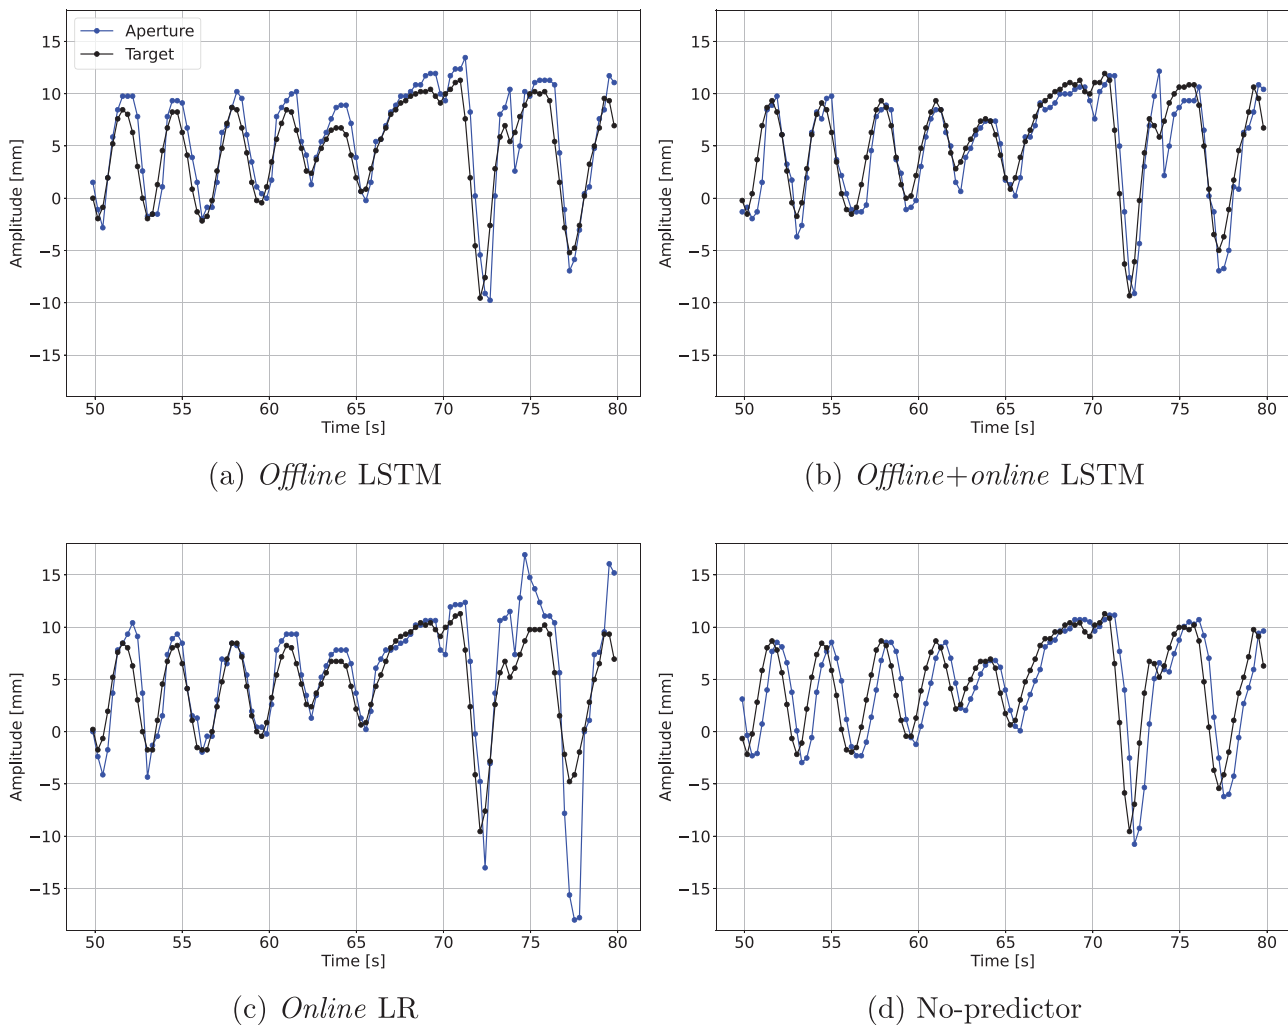 Aperture
Target
15
10
5
0
−5
−10
−15
Amplitude [mm]
50 55 60 65 70 75 80
Time [s]
(a) Offline LSTM
15
10
5
0
−5
−10
−15
Amplitude [mm]
50 55 60 65 70 75 80
Time [s]
(b) Offline+online LSTM
15
10
5
0
−5
−10
−15
Amplitude [mm]
50 55 60 65 70 75 80
Time [s]
(c) Online LR
15
10
5
0
−5
−10
−15
Amplitude [mm]
50 55 60 65 70 75 80
Time [s]
(d) No-predictor